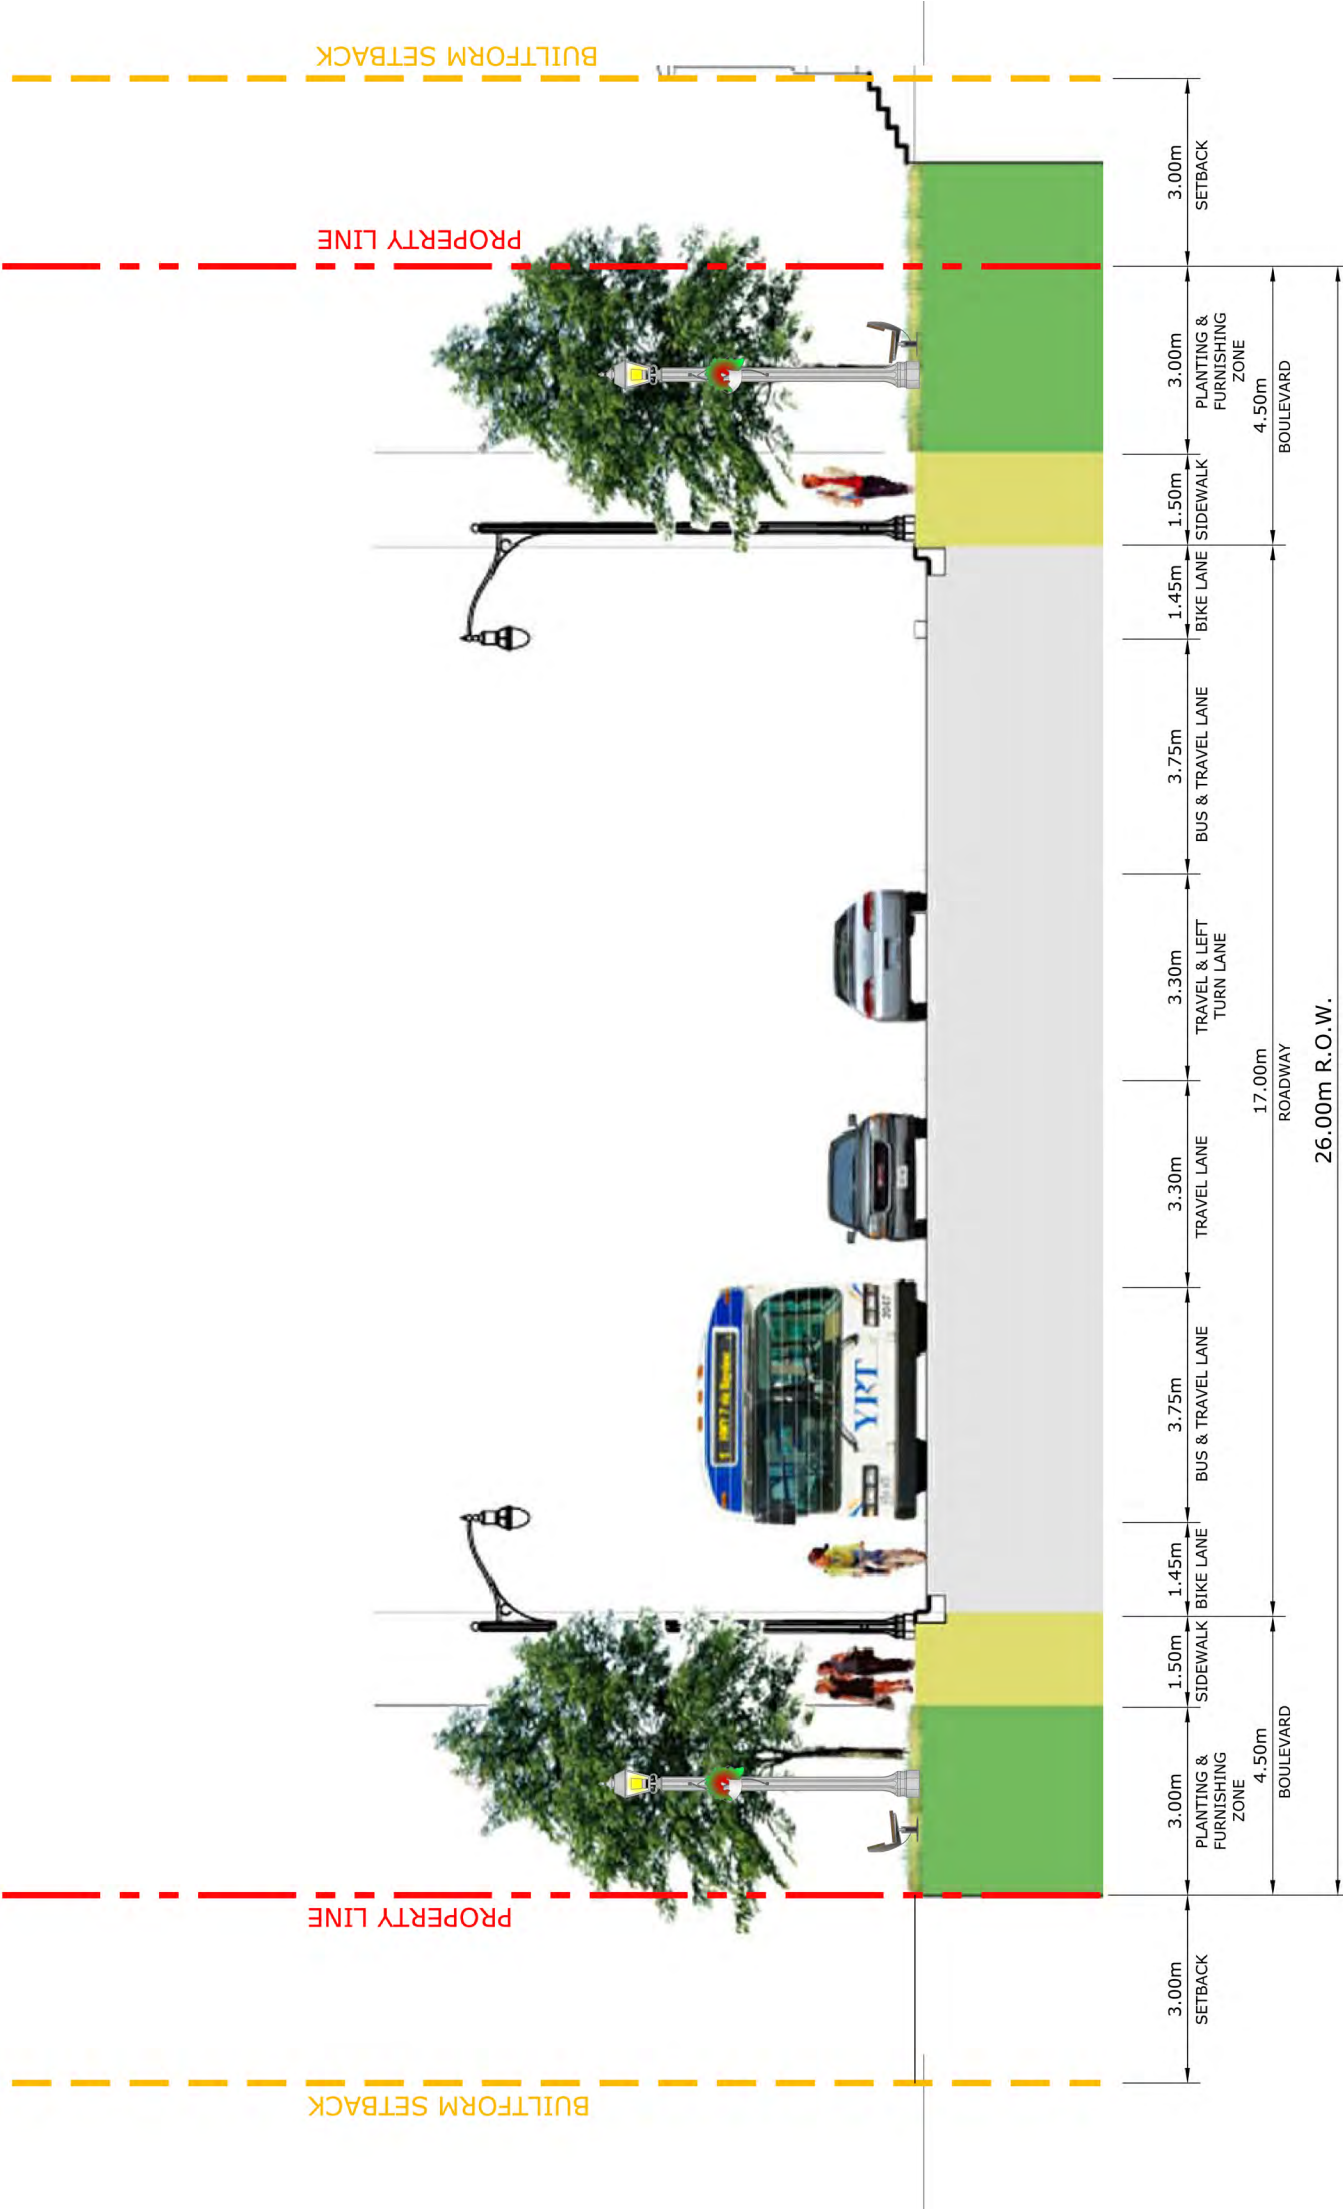 BUILTFORM SETBACK
PROPERTY LINE
PROPERTY LINE
BUILTFORM SETBACK
YRT
2047
3.00m
SETBACK
3.00m
PLANTING &
FURNISHING
ZONE
1.50m
SIDEWALK
1.45m
BIKE LANE
3.75m
BUS & TRAVEL LANE
3.30m
TRAVEL LANE
3.30m
TRAVEL & LEFT
TURN LANE
3.75m
BUS & TRAVEL LANE
1.45m
BIKE LANE
1.50m
SIDEWALK
3.00m
PLANTING &
FURNISHING
ZONE
3.00m
SETBACK
4.50m
BOULEVARD
17.00m
ROADWAY
4.50m
BOULEVARD
26.00m R.O.W.